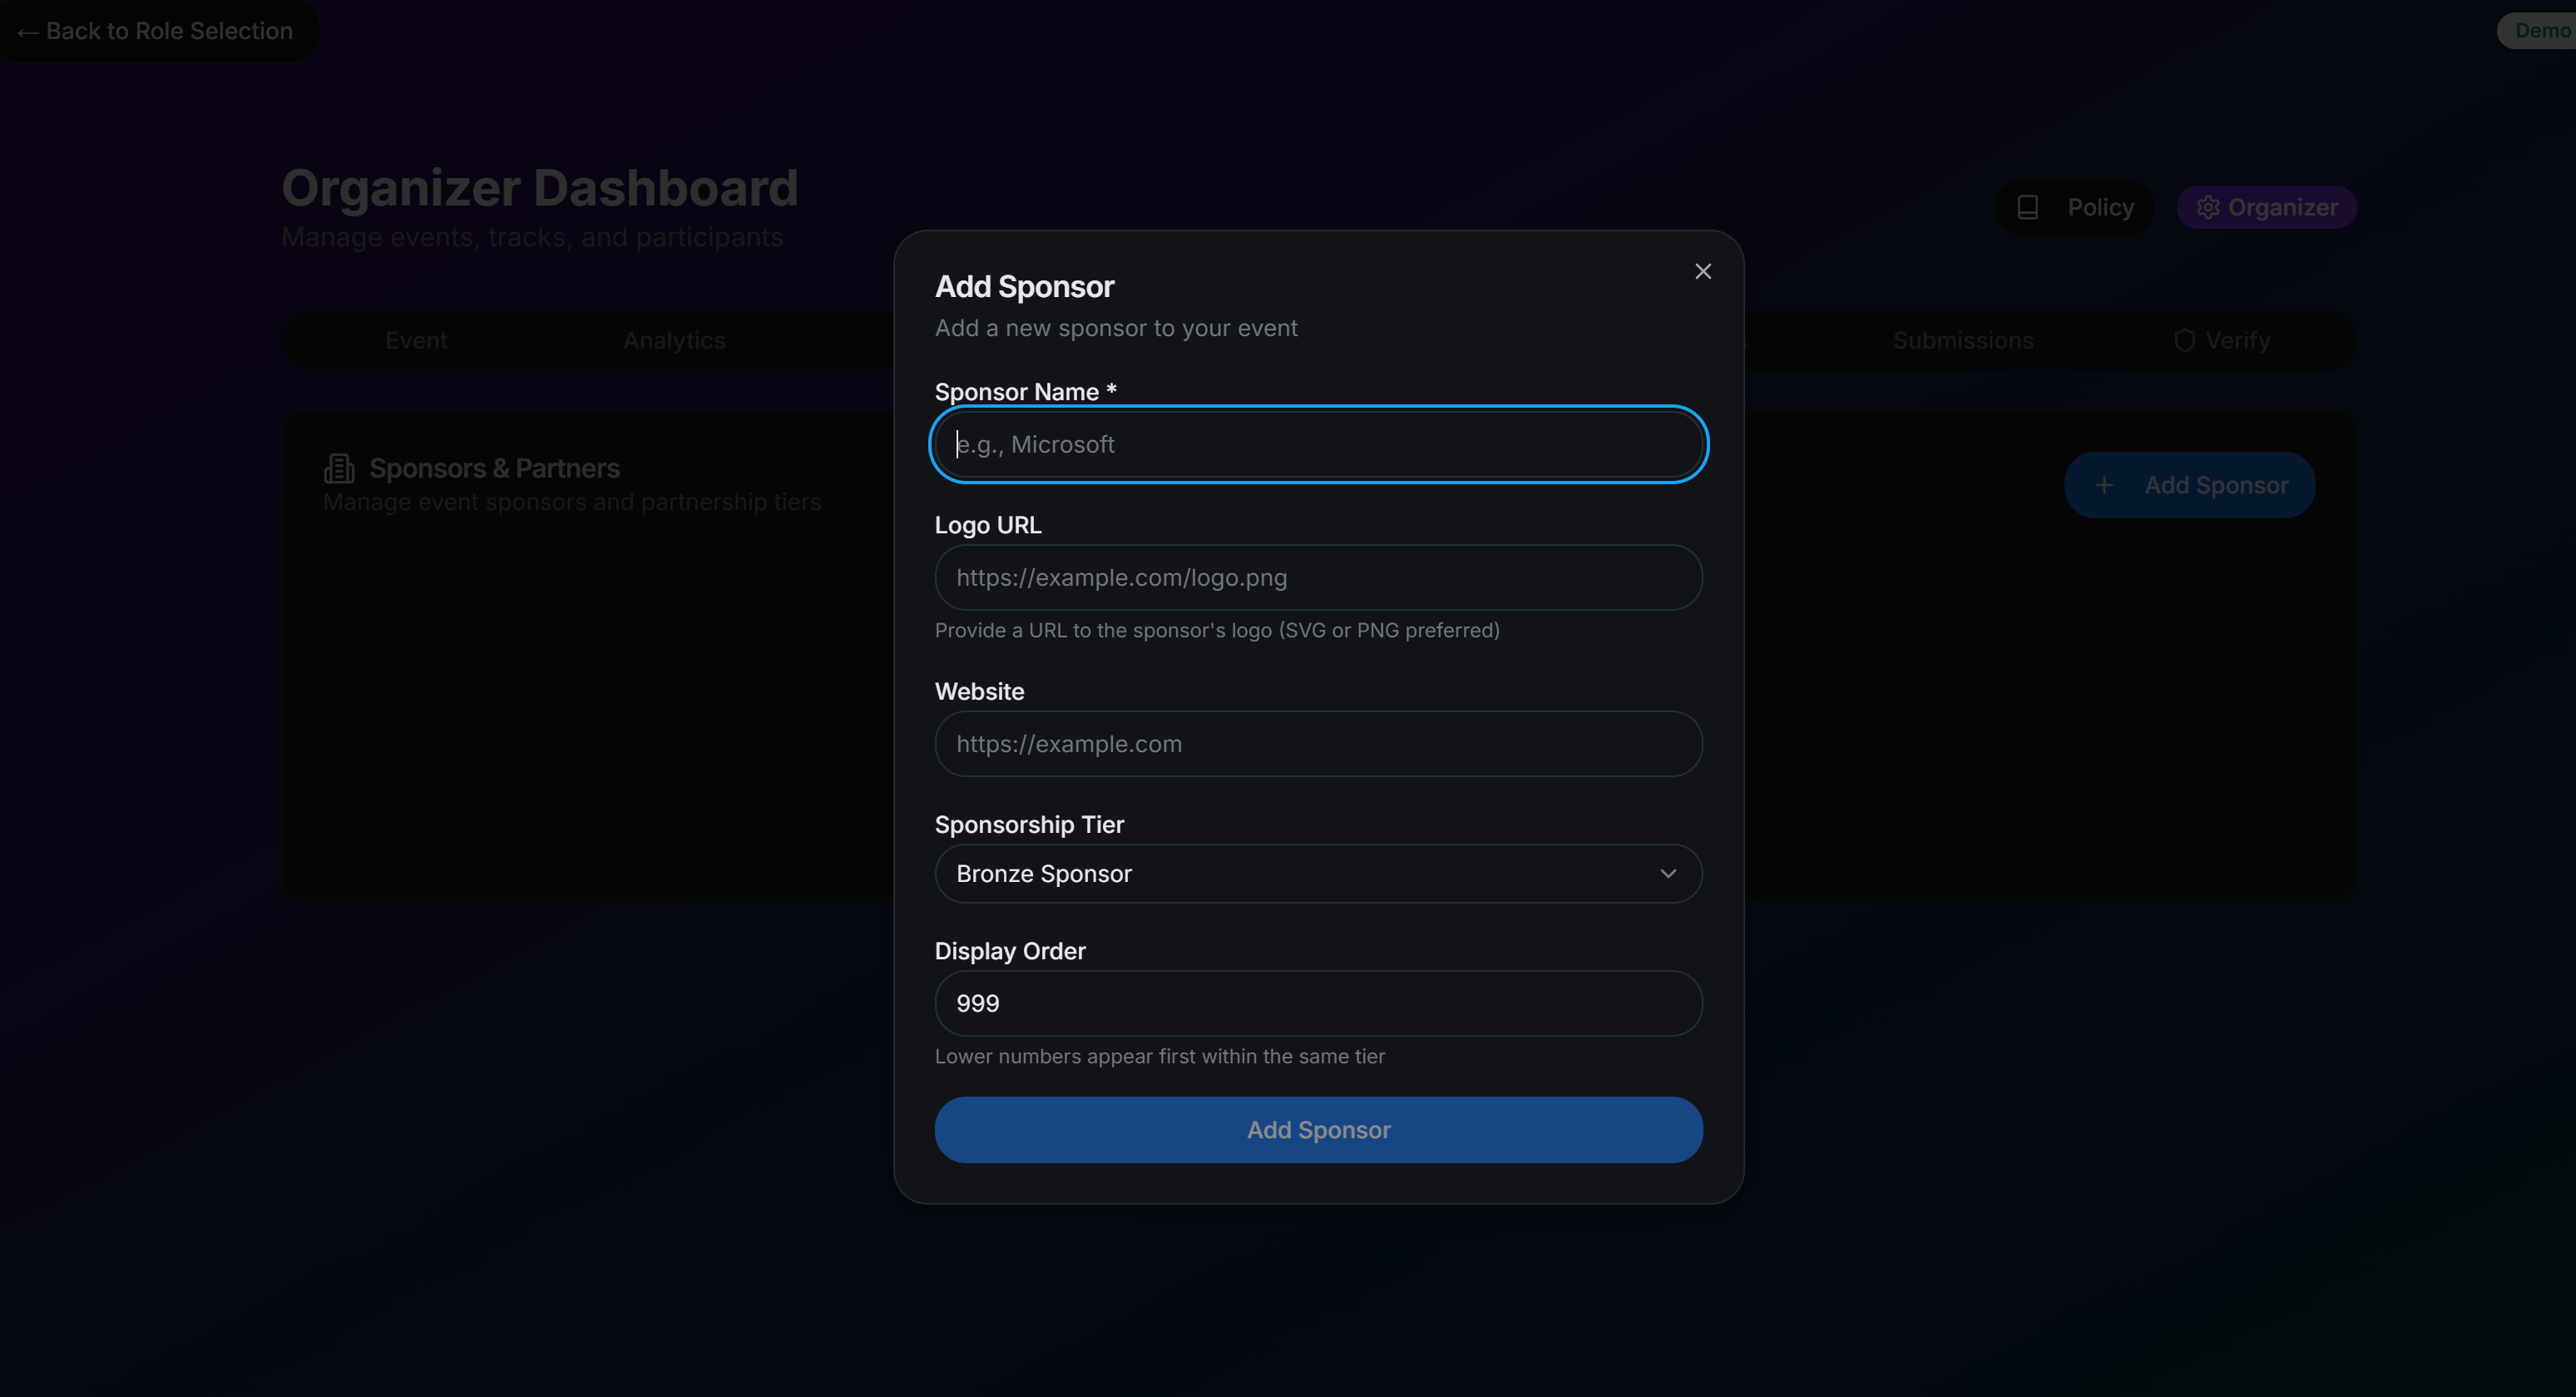 ← Back to Role Selection
Demo
Organizer Dashboard
Manage events, tracks, and participants
Policy
Organizer
Event
Analytics
Submissions
Verify
Sponsors & Partners
Manage event sponsors and partnership tiers
+ Add Sponsor
Add Sponsor
Add a new sponsor to your event
Sponsor Name *
e.g., Microsoft
Logo URL
https://example.com/logo.png
Provide a URL to the sponsor's logo (SVG or PNG preferred)
Website
https://example.com
Sponsorship Tier
Bronze Sponsor
Display Order
999
Lower numbers appear first within the same tier
Add Sponsor